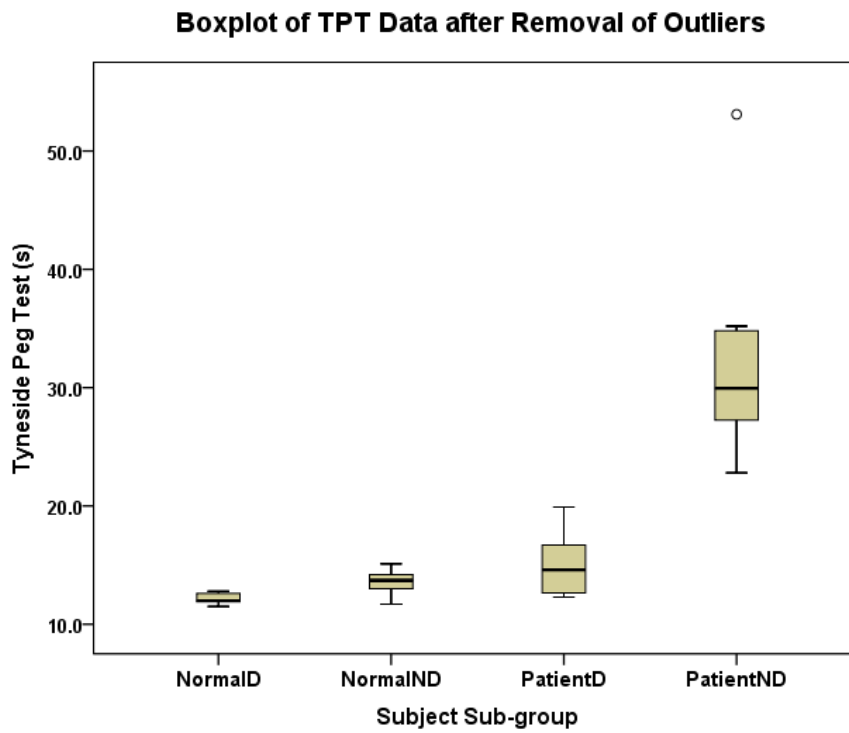 Boxplot of TPT Data after Removal of Outliers
Tyneside Peg Test (s)
50.0
40.0
30.0
20.0
10.0
NormalD NormalND PatientD PatientND
Subject Sub-group